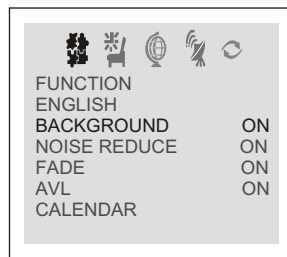 FUNCTION
ENGLISH
BACKGROUND ON
NOISE REDUCE ON
FADE ON
AVL ON
CALENDAR